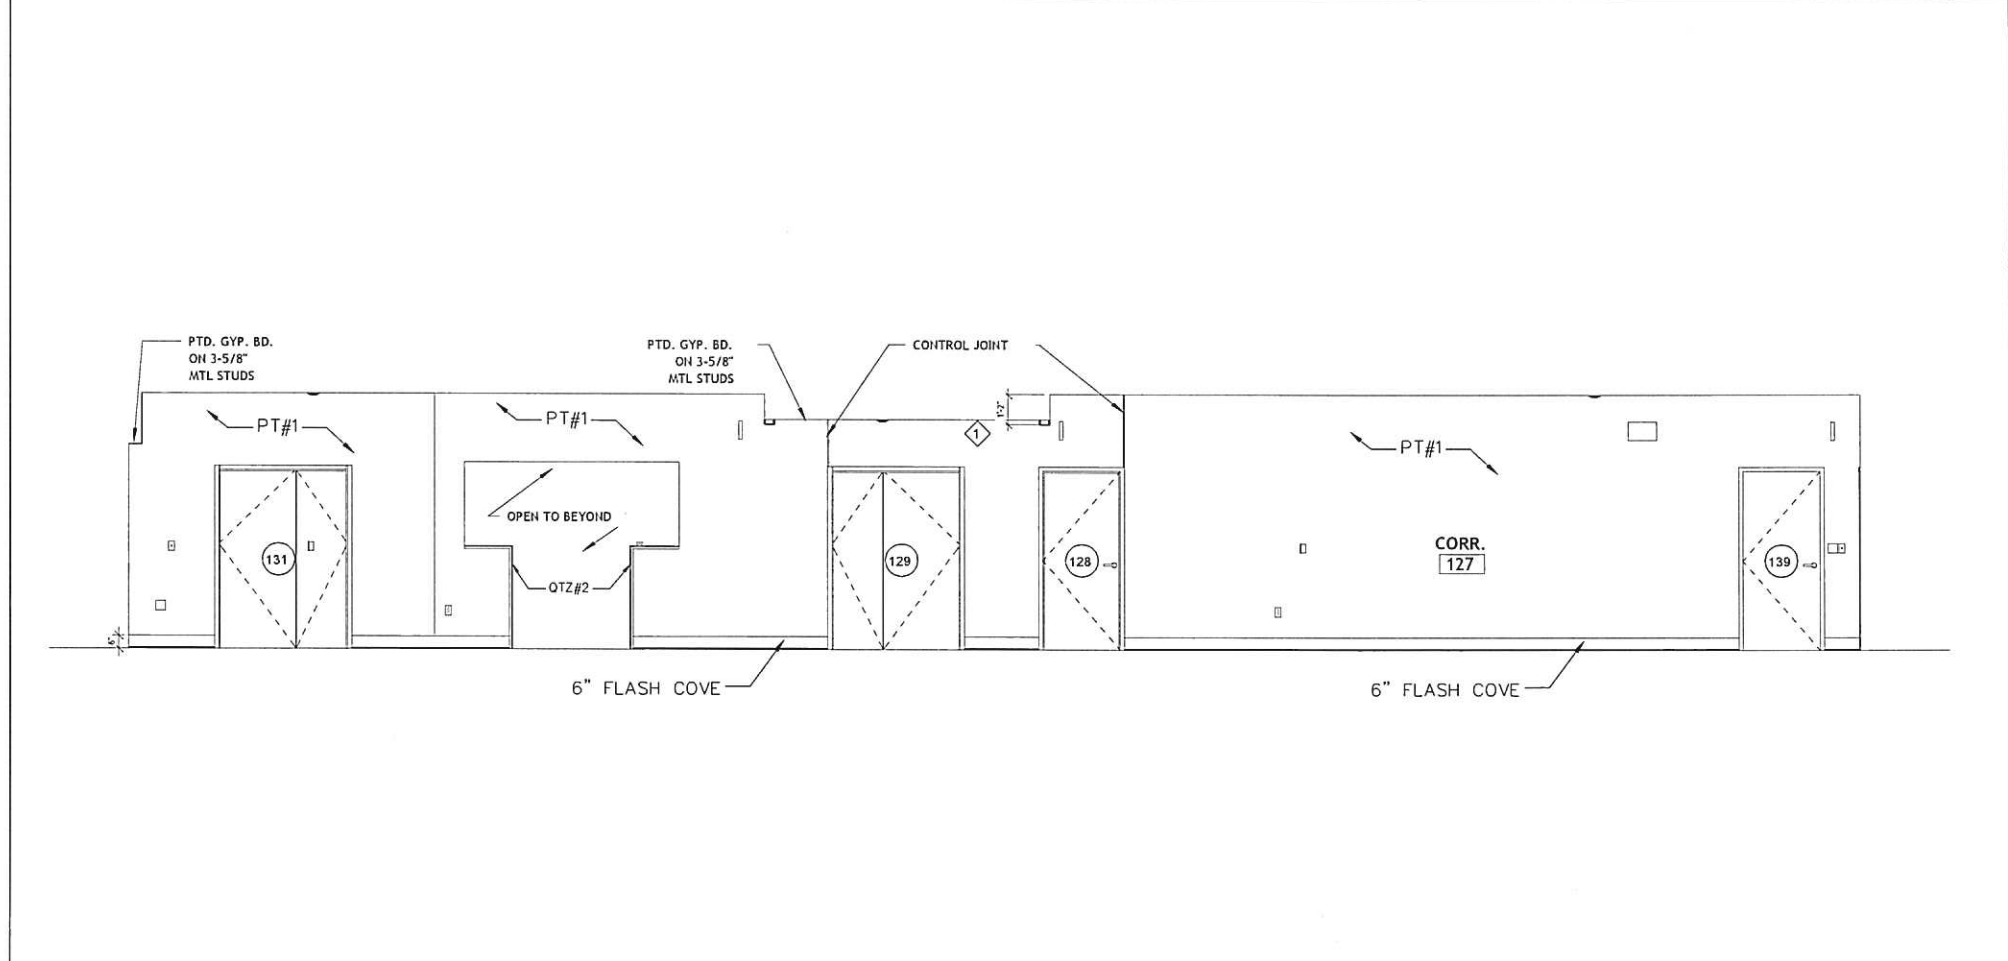 PTD. GYP. BD.
ON 3-5/8"
MTL STUDS
PTD. GYP. BD.
ON 3-5/8"
MTL STUDS
CONTROL JOINT
1'-2"
PT#1
PT#1
1
PT#1
OPEN TO BEYOND
CORR.
127
131
129
128
139
QTZ#2
6"
6" FLASH COVE
6" FLASH COVE